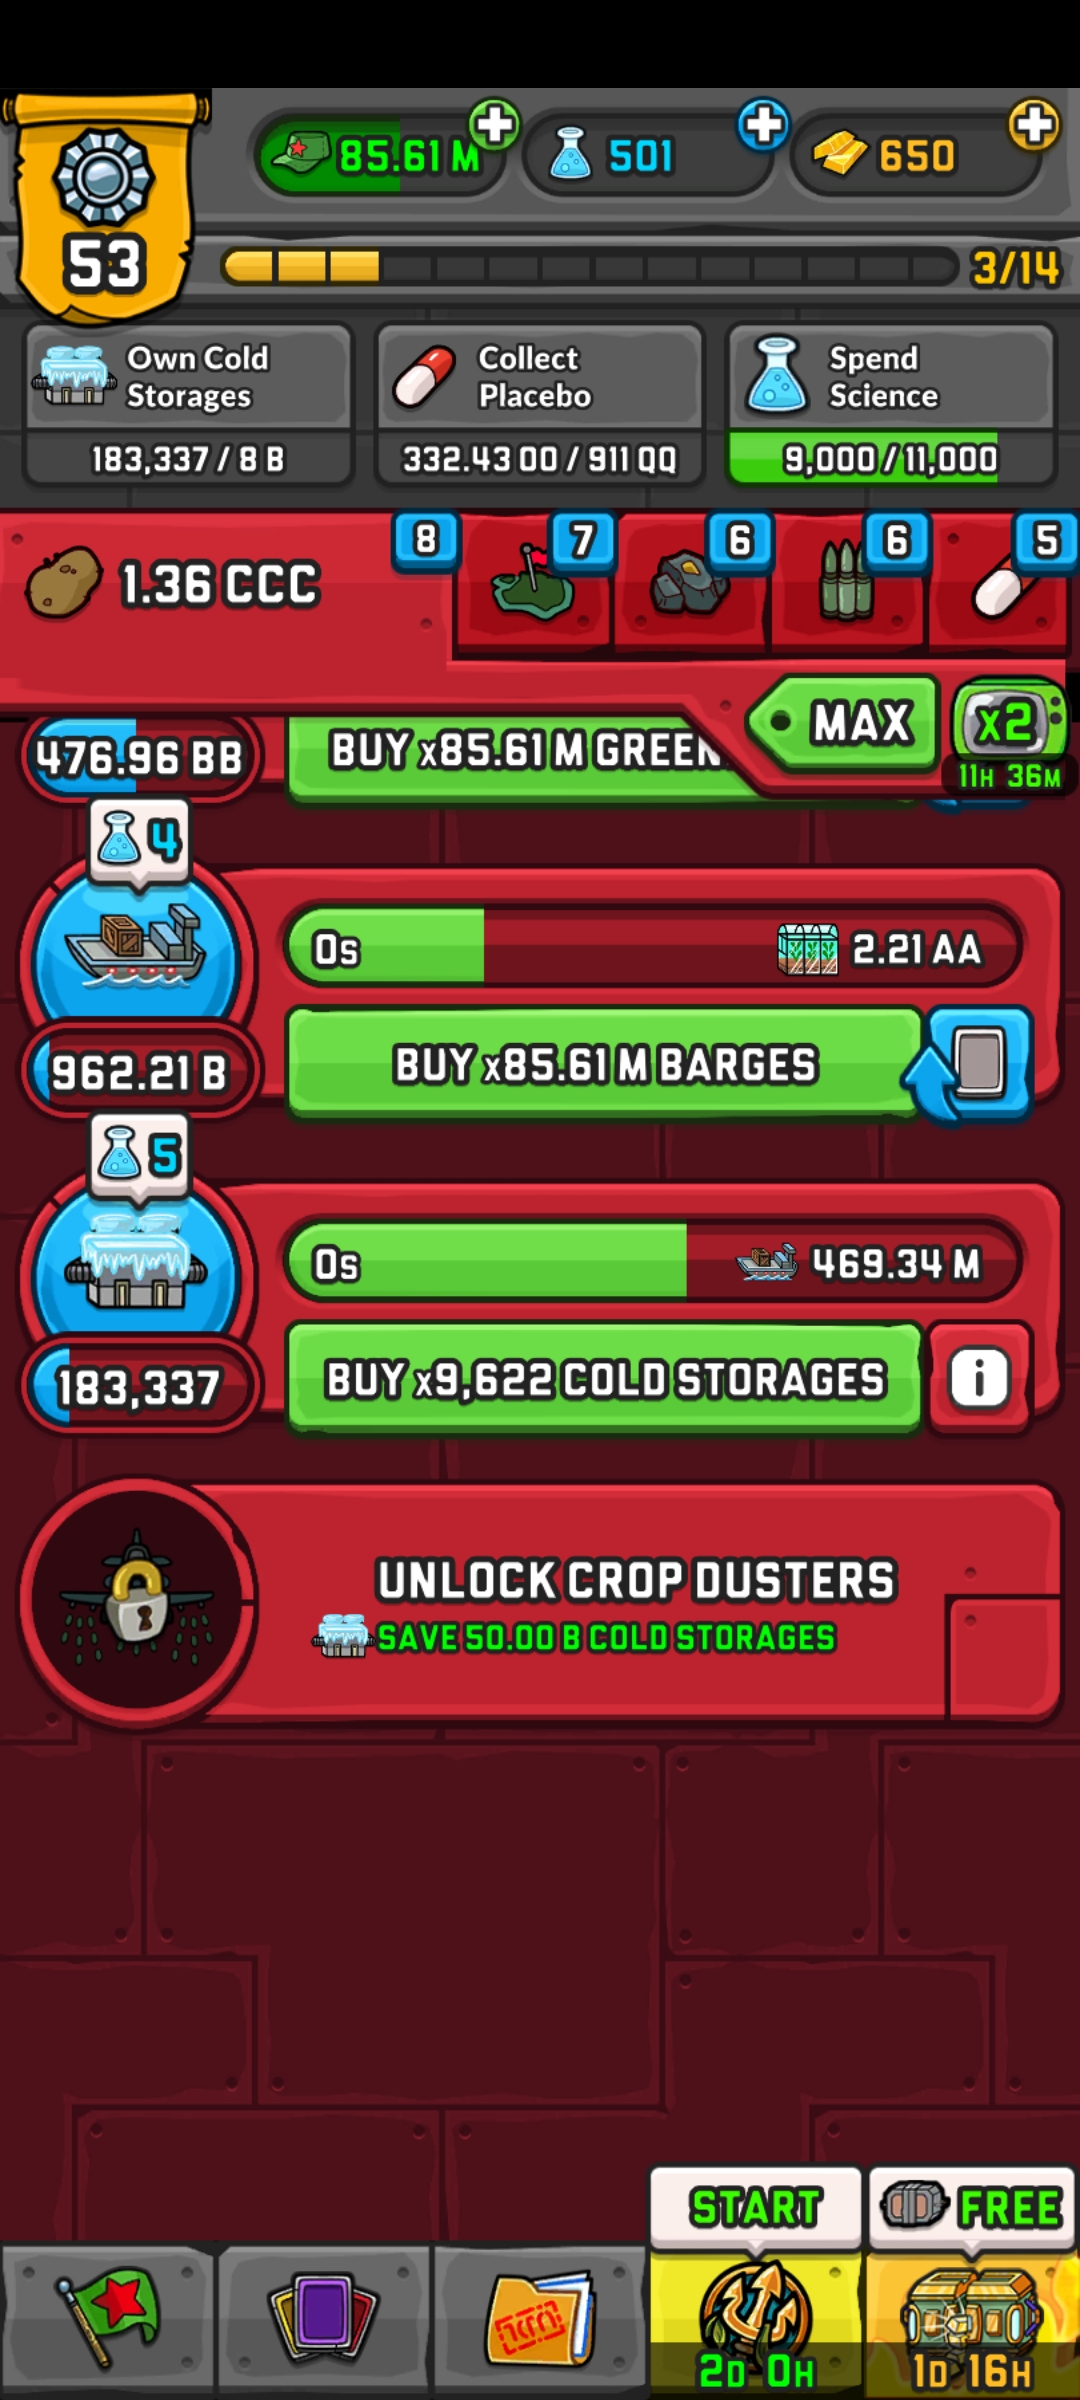 85.61 M
501
650
53
3/14
Own Cold
Storages
183,337 / 8 B
Collect
Placebo
332.43 OO / 911 QQ
Spend
Science
9,000 / 11,000
1.36 CCC
8
7
6
6
5
MAX
X2
11H 36M
476.96 BB
BUY x85.61 M GREEN
4
0s
2.21 AA
962.21 B
BUY x85.61 M BARGES
5
0s
469.34 M
183,337
BUY x9,622 COLD STORAGES
i
UNLOCK CROP DUSTERS
SAVE 50.00 B COLD STORAGES
START
FREE
2D 0H
1D 16H